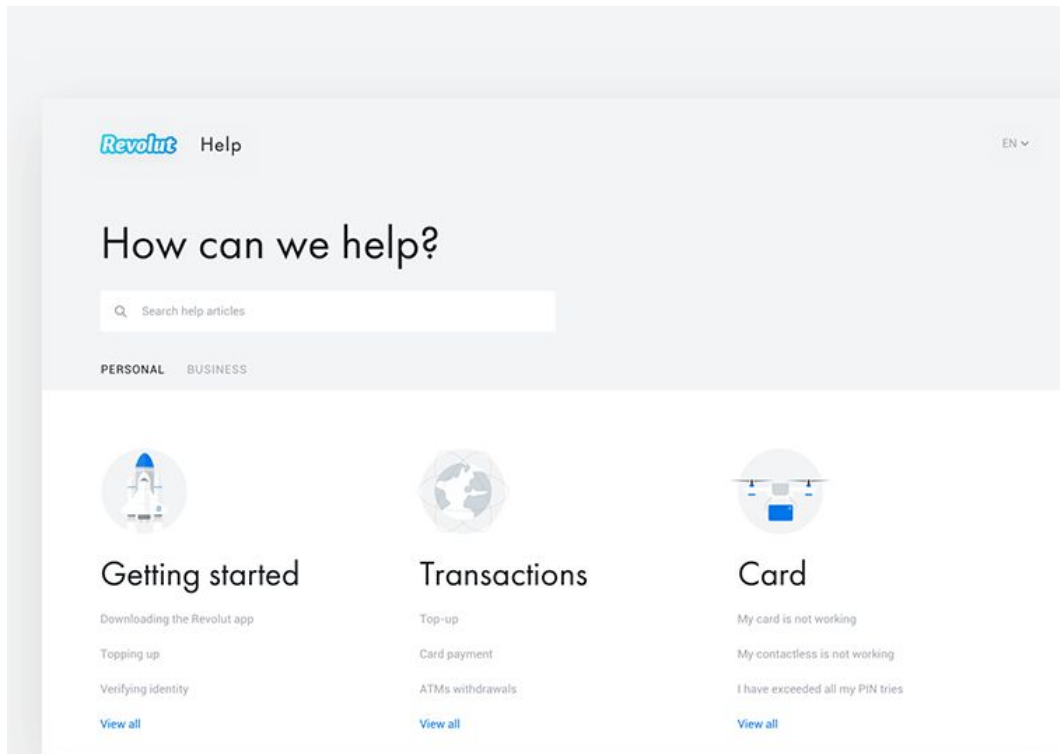 Revolut Help
EN
How can we help?
Search help articles
PERSONAL BUSINESS
Getting started
Downloading the Revolut app
Topping up
Verifying identity
View all
Transactions
Top-up
Card payment
ATMs withdrawals
View all
Card
My card is not working
My contactless is not working
I have exceeded all my PIN tries
View all